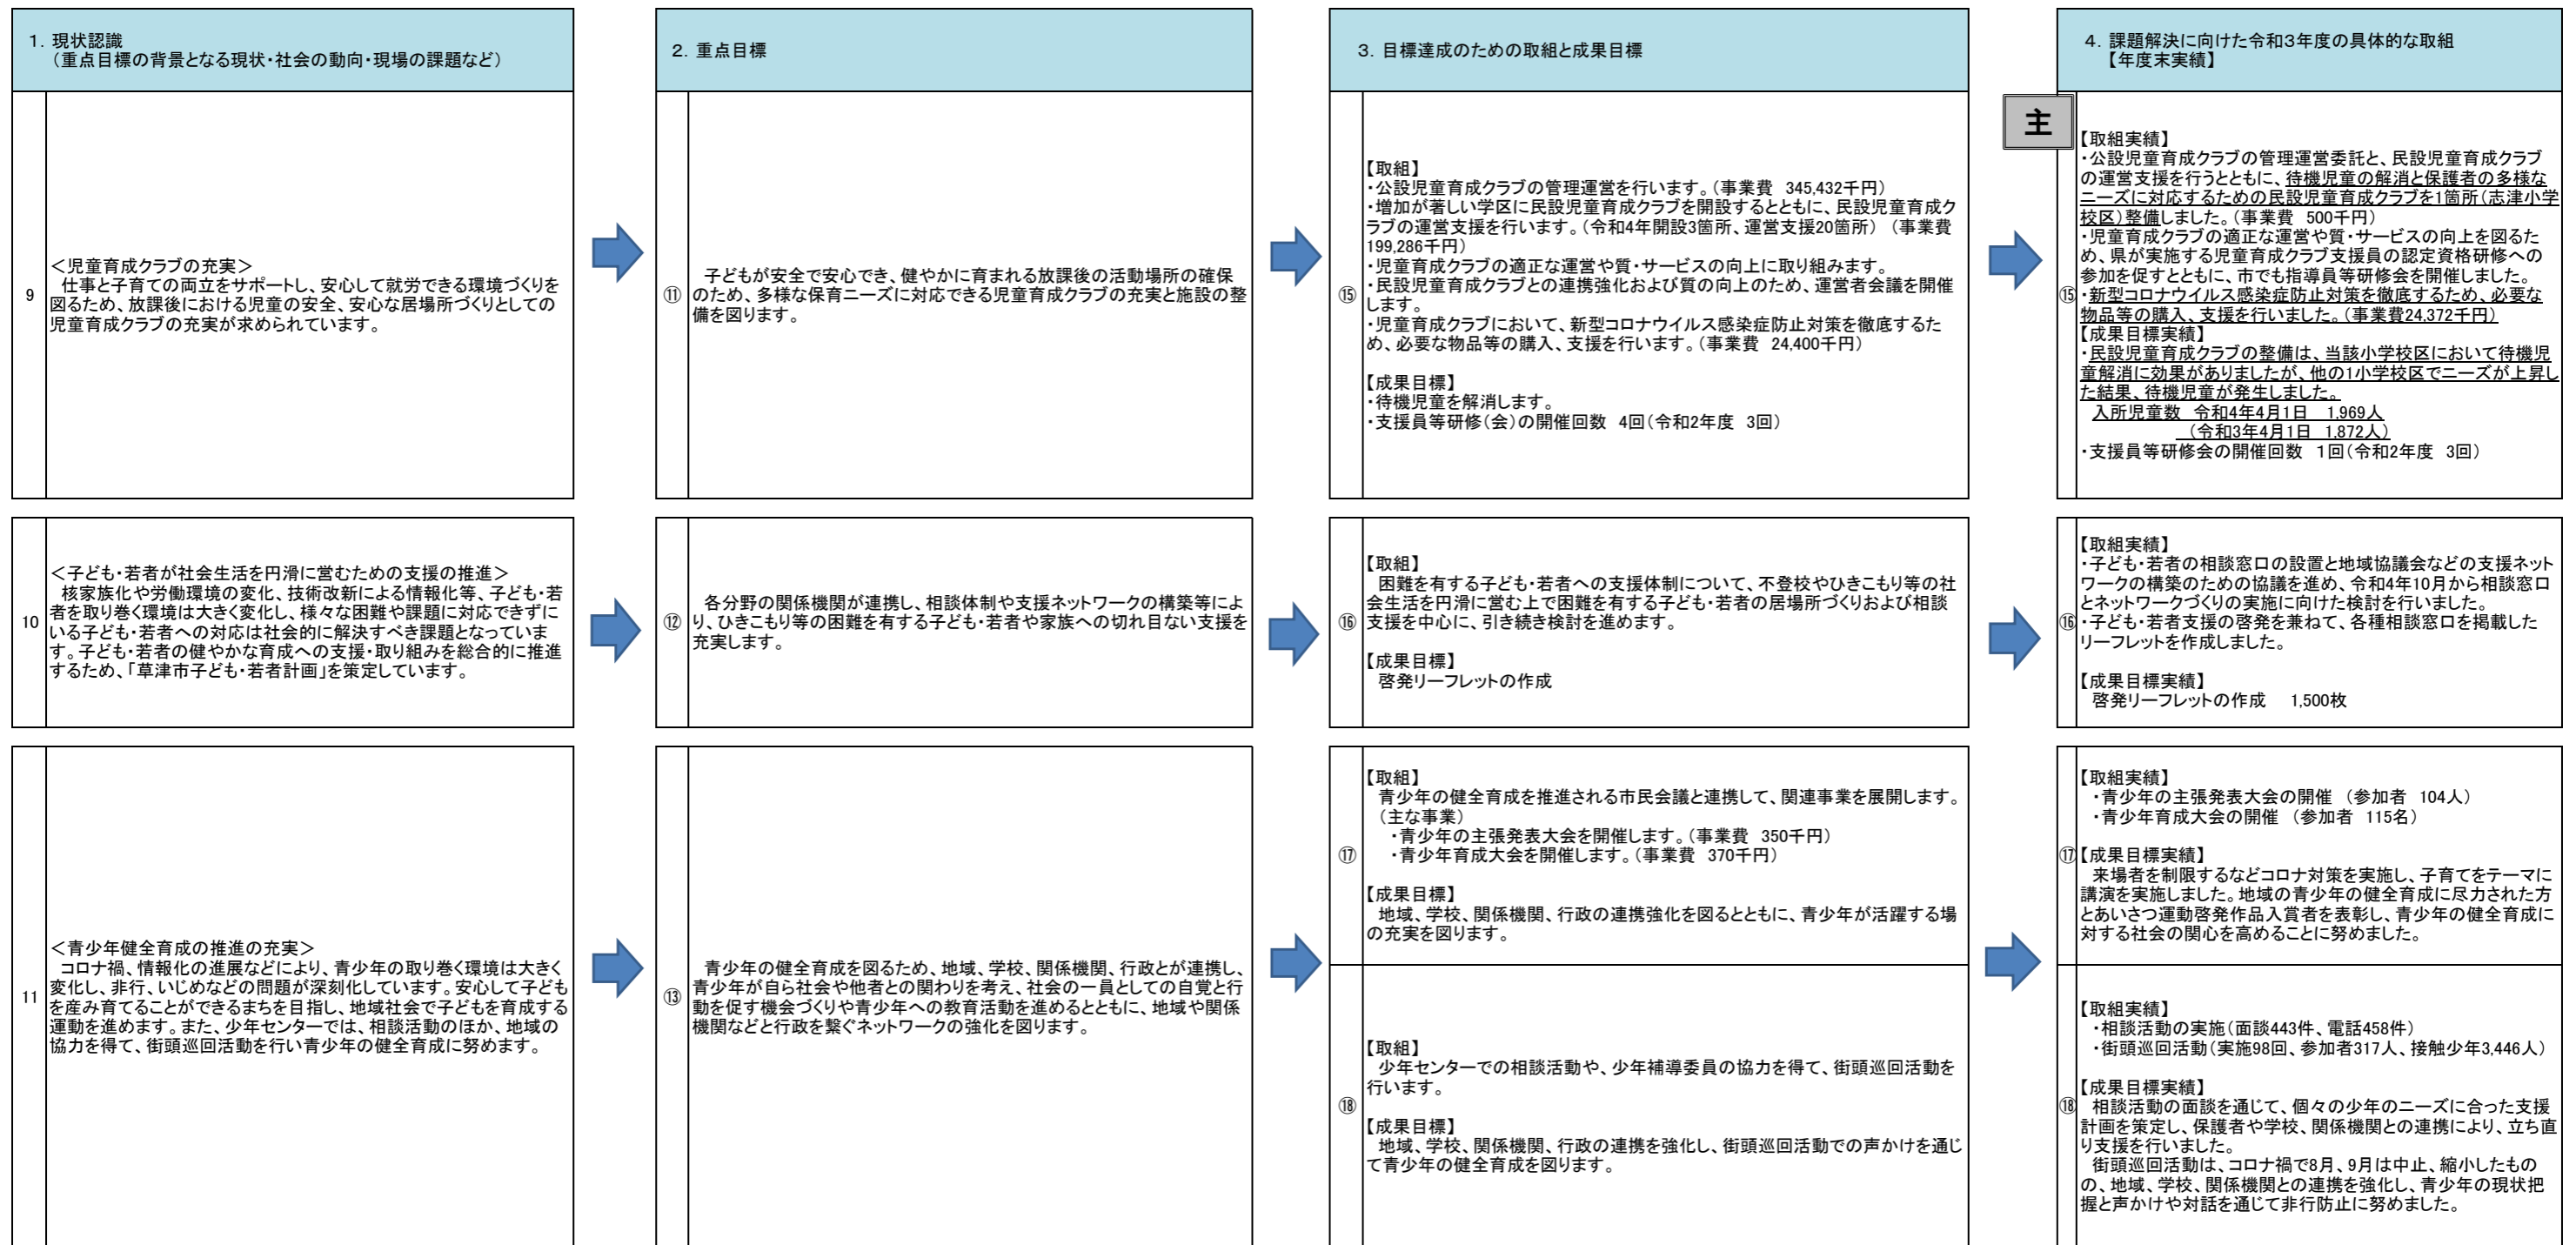 1．現状認識
（重点目標の背景となる現状・社会の動向・現場の課題など）
2．重点目標
3．目標達成のための取組と成果目標
4．課題解決に向けた令和3年度の具体的な取組
【年度末実績】
9
＜児童育成クラブの充実＞
仕事と子育ての両立をサポートし、安心して就労できる環境づくりを
図るため、放課後における児童の安全、安心な居場所づくりとしての
児童育成クラブの充実が求められています。
⑪
子どもが安全で安心でき、健やかに育まれる放課後の活動場所の確保
のため、多様な保育ニーズに対応できる児童育成クラブの充実と施設の整
備を図ります。
⑮
【取組】
・公設児童育成クラブの管理運営を行います。（事業費　345,432千円）
・増加が著しい学区に民設児童育成クラブを開設するとともに、民設児童育成ク
ラブの運営支援を行います。（令和4年開設3箇所、運営支援20箇所）　（事業費
199,286千円）
・児童育成クラブの適正な運営や質・サービスの向上に取り組みます。
・民設児童育成クラブとの連携強化および質の向上のため、運営者会議を開催
します。
・児童育成クラブにおいて、新型コロナウイルス感染症防止対策を徹底するた
め、必要な物品等の購入、支援を行います。（事業費　24,400千円）
【成果目標】
・待機児童を解消します。
・支援員等研修（会）の開催回数　4回（令和2年度　3回）
主
⑮
【取組実績】
・公設児童育成クラブの管理運営委託と、民設児童育成クラブ
の運営支援を行うとともに、待機児童の解消と保護者の多様な
ニーズに対応するための民設児童育成クラブを1箇所（志津小学
校区）整備しました。（事業費　500千円）
・児童育成クラブの適正な運営や質・サービスの向上を図るた
め、県が実施する児童育成クラブ支援員の認定資格研修への
参加を促すとともに、市でも指導員等研修会を開催しました。
・新型コロナウイルス感染症防止対策を徹底するため、必要な
物品等の購入、支援を行いました。（事業費24,372千円）
【成果目標実績】
・民設児童育成クラブの整備は、当該小学校区において待機児
童解消に効果がありましたが、他の1小学校区でニーズが上昇し
た結果、待機児童が発生しました。
入所児童数　令和4年4月1日　1,969人
（令和3年4月1日　1,872人）
・支援員等研修会の開催回数　1回（令和2年度　3回）
10
＜子ども・若者が社会生活を円滑に営むための支援の推進＞
核家族化や労働環境の変化、技術改新による情報化等、子ども・若
者を取り巻く環境は大きく変化し、様々な困難や課題に対応できずに
いる子ども・若者への対応は社会的に解決すべき課題となっていま
す。子ども・若者の健やかな育成への支援・取り組みを総合的に推進
するため、「草津市子ども・若者計画」を策定しています。
⑫
各分野の関係機関が連携し、相談体制や支援ネットワークの構築等によ
り、ひきこもり等の困難を有する子ども・若者や家族への切れ目ない支援を
充実します。
⑯
【取組】
困難を有する子ども・若者への支援体制について、不登校やひきこもり等の社
会生活を円滑に営む上で困難を有する子ども・若者の居場所づくりおよび相談
支援を中心に、引き続き検討を進めます。
【成果目標】
啓発リーフレットの作成
⑯
【取組実績】
・子ども・若者の相談窓口の設置と地域協議会などの支援ネット
ワークの構築のための協議を進め、令和4年10月から相談窓口
とネットワークづくりの実施に向けた検討を行いました。
・子ども・若者支援の啓発を兼ねて、各種相談窓口を掲載した
リーフレットを作成しました。
【成果目標実績】
啓発リーフレットの作成　　1,500枚
11
＜青少年健全育成の推進の充実＞
コロナ禍、情報化の進展などにより、青少年の取り巻く環境は大きく
変化し、非行、いじめなどの問題が深刻化しています。安心して子ども
を産み育てることができるまちを目指し、地域社会で子どもを育成する
運動を進めます。また、少年センターでは、相談活動のほか、地域の
協力を得て、街頭巡回活動を行い青少年の健全育成に努めます。
⑬
青少年の健全育成を図るため、地域、学校、関係機関、行政とが連携し、
青少年が自ら社会や他者との関わりを考え、社会の一員としての自覚と行
動を促す機会づくりや青少年への教育活動を進めるとともに、地域や関係
機関などと行政を繋ぐネットワークの強化を図ります。
⑰
【取組】
青少年の健全育成を推進される市民会議と連携して、関連事業を展開します。
（主な事業）
・青少年の主張発表大会を開催します。（事業費　350千円）
・青少年育成大会を開催します。（事業費　370千円）
【成果目標】
地域、学校、関係機関、行政の連携強化を図るとともに、青少年が活躍する場
の充実を図ります。
⑰
【取組実績】
・青少年の主張発表大会の開催　（参加者　104人）
・青少年育成大会の開催　（参加者　115名）
【成果目標実績】
来場者を制限するなどコロナ対策を実施し、子育てをテーマに
講演を実施しました。地域の青少年の健全育成に尽力された方
とあいさつ運動啓発作品入賞者を表彰し、青少年の健全育成に
対する社会の関心を高めることに努めました。
⑱
【取組】
少年センターでの相談活動や、少年補導委員の協力を得て、街頭巡回活動を
行います。
【成果目標】
地域、学校、関係機関、行政の連携を強化し、街頭巡回活動での声かけを通じ
て青少年の健全育成を図ります。
⑱
【取組実績】
・相談活動の実施（面談443件、電話458件）
・街頭巡回活動（実施98回、参加者317人、接触少年3,446人）
【成果目標実績】
相談活動の面談を通じて、個々の少年のニーズに合った支援
計画を策定し、保護者や学校、関係機関との連携により、立ち直
り支援を行いました。
街頭巡回活動は、コロナ禍で8月、9月は中止、縮小したもの
の、地域、学校、関係機関との連携を強化し、青少年の現状把
握と声かけや対話を通じて非行防止に努めました。